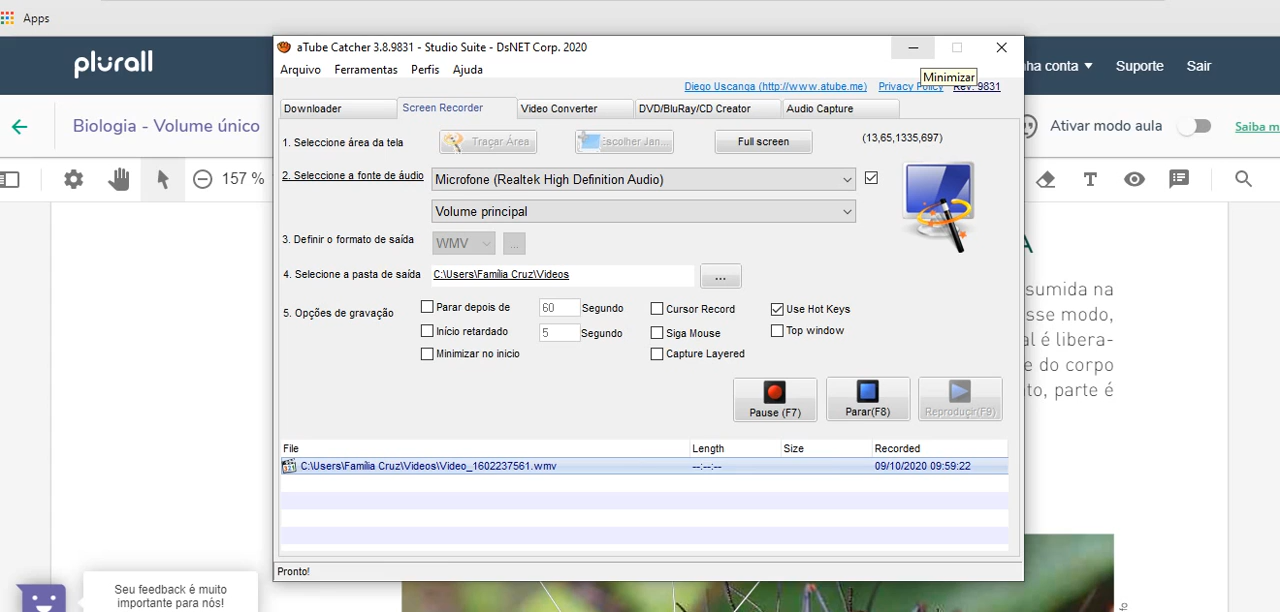 Apps
plurall
nha conta
Suporte
Sair
Biologia - Volume único
Ativar modo aula
Saiba m
157 %
aTube Catcher 3.8.9831 - Studio Suite - DsNET Corp. 2020
Minimizar
Arquivo Ferramentas Perfis Ajuda
Diego Uscanga (http://www.atube.me) Privacy Policy Rev: 9831
Downloader Screen Recorder Video Converter DVD/BluRay/CD Creator Audio Capture
1. Seleccione área da tela Traçar Área Escolher Jan... Full screen (13,65,1335,697)
2. Seleccione a fonte de áudio Microfone (Realtek High Definition Audio)
Volume principal
3. Definir o formato de saída WMV ...
4. Selecione a pasta de saída C:\Users\Família Cruz\Videos ...
5. Opções de gravação
Parar depois de 60 Segundo Cursor Record Use Hot Keys
Início retardado 5 Segundo Siga Mouse Top window
Minimizar no inicio Capture Layered
Pause (F7) Parar(F8) Reproduçir(F9)
File Length Size Recorded
C:\Users\Família Cruz\Videos\Video_1602237561.wmv --:--:-- 09/10/2020 09:59:22
Pronto!
A
sumida na
sse modo,
al é libera-
e do corpo
to, parte é
Seu feedback é muito
importante para nós!